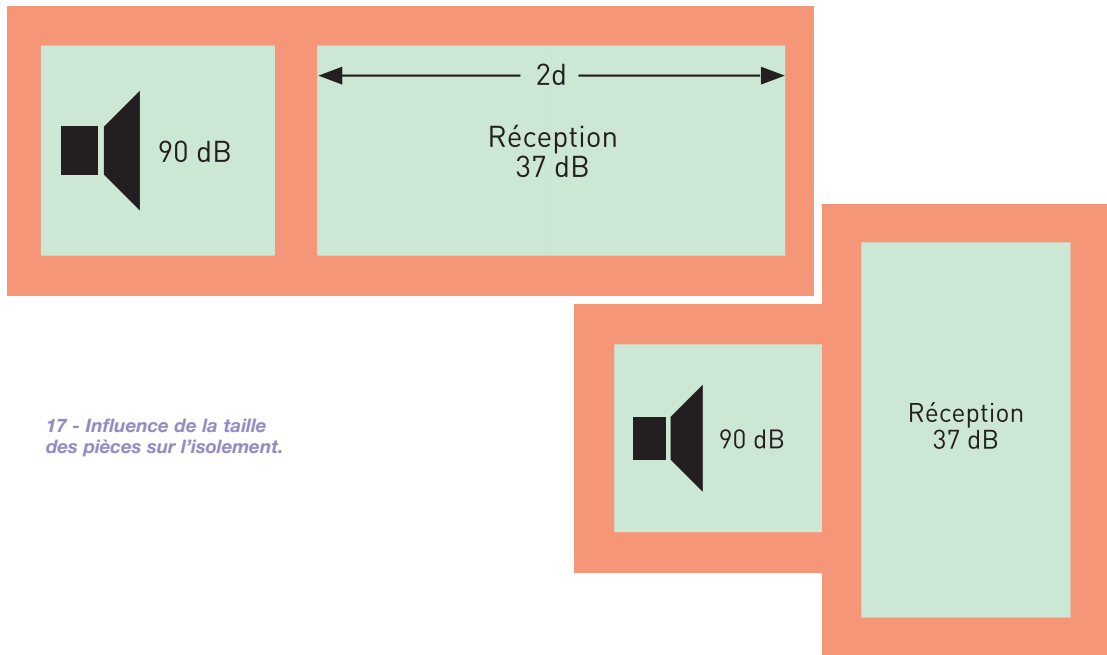 2d
90 dB
Réception
37 dB
Réception
37 dB
90 dB
17 - Influence de la taille
des pièces sur l'isolement.